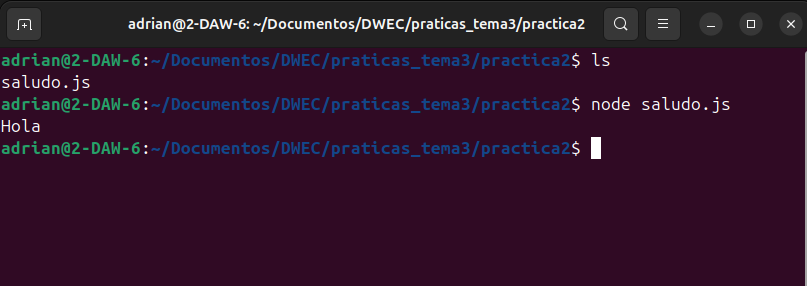 adrian@2-DAW-6: ~/Documentos/DWEC/praticas_tema3/practica2
adrian@2-DAW-6:~/Documentos/DWEC/praticas_tema3/practica2$ ls
saludo.js
adrian@2-DAW-6:~/Documentos/DWEC/praticas_tema3/practica2$ node saludo.js
Hola
adrian@2-DAW-6:~/Documentos/DWEC/praticas_tema3/practica2$